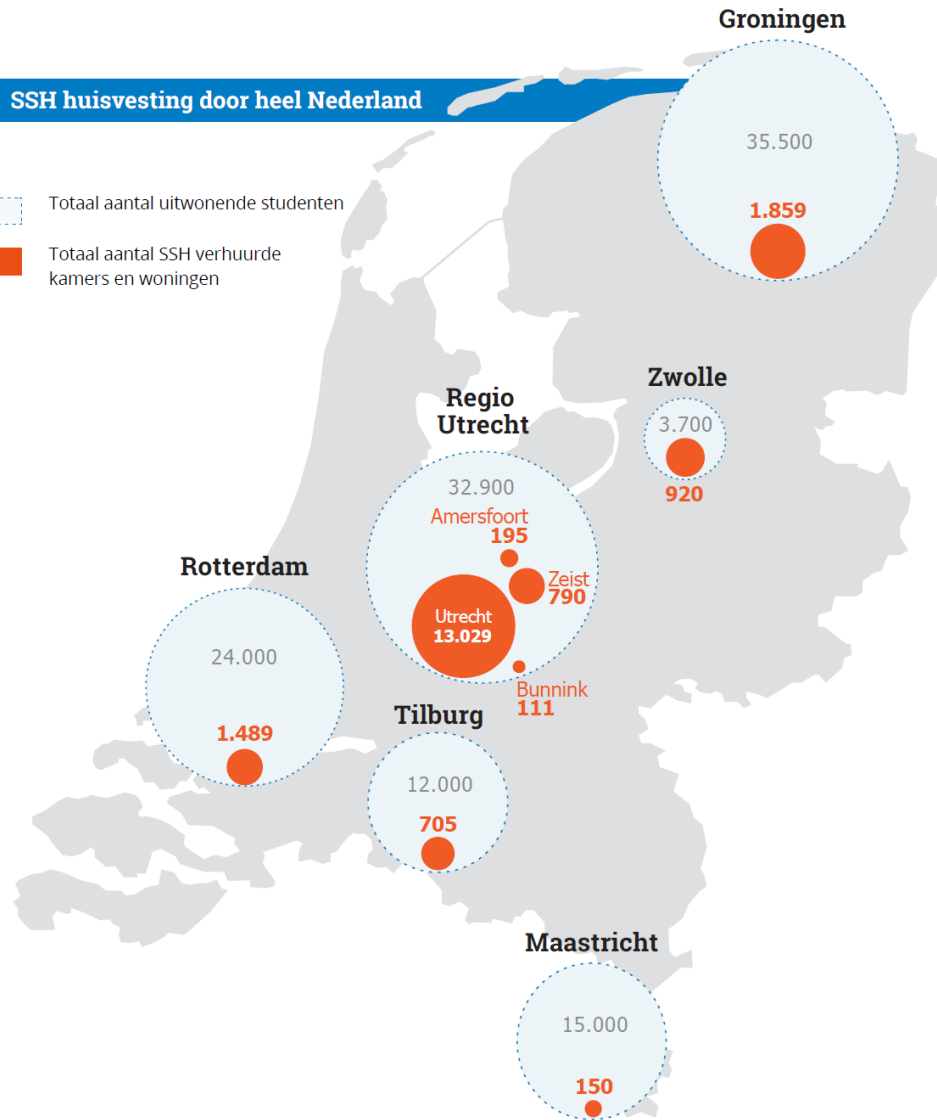 Groningen
SSH huisvesting door heel Nederland
35.500
1.859
Totaal aantal uitwonende studenten
Totaal aantal SSH verhuurde
kamers en woningen
Zwolle
3.700
920
Regio
Utrecht
32.900
Amersfoort
195
Zeist
790
Utrecht
13.029
Bunnink
111
Rotterdam
24.000
1.489
Tilburg
12.000
705
Maastricht
15.000
150